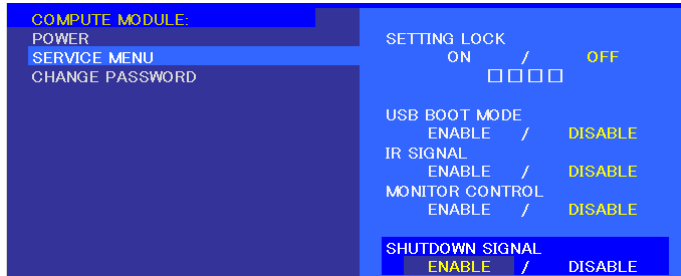 COMPUTE MODULE:
POWER
SERVICE MENU
CHANGE PASSWORD
SETTING LOCK
ON / OFF
□□□□
USB BOOT MODE
ENABLE / DISABLE
IR SIGNAL
ENABLE / DISABLE
MONITOR CONTROL
ENABLE / DISABLE
SHUTDOWN SIGNAL
ENABLE / DISABLE